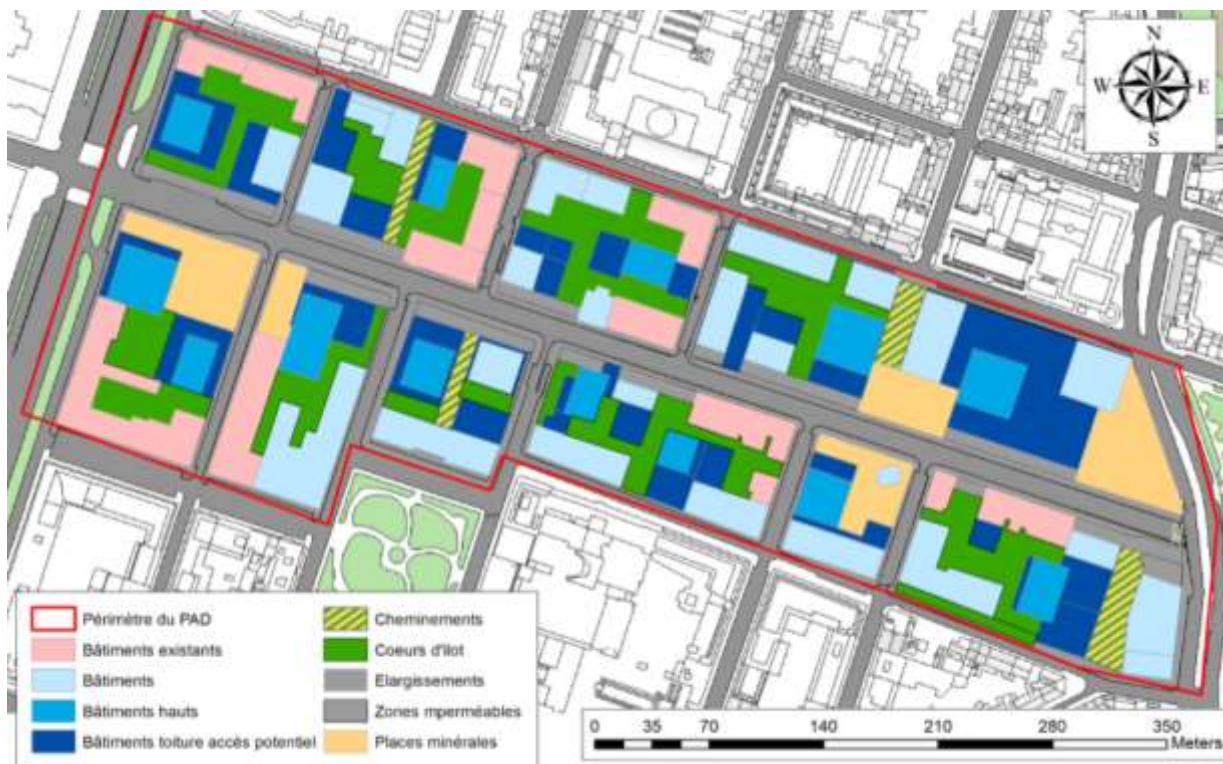 N
W E
S
Périmètre du PAD
Bâtiments existants
Bâtiments
Bâtiments hauts
Bâtiments toiture accès potentiel
Cheminements
Coeurs d'îlot
Elargissements
Zones mperméables
Places minérales
0 35 70 140 210 280 350
Meters